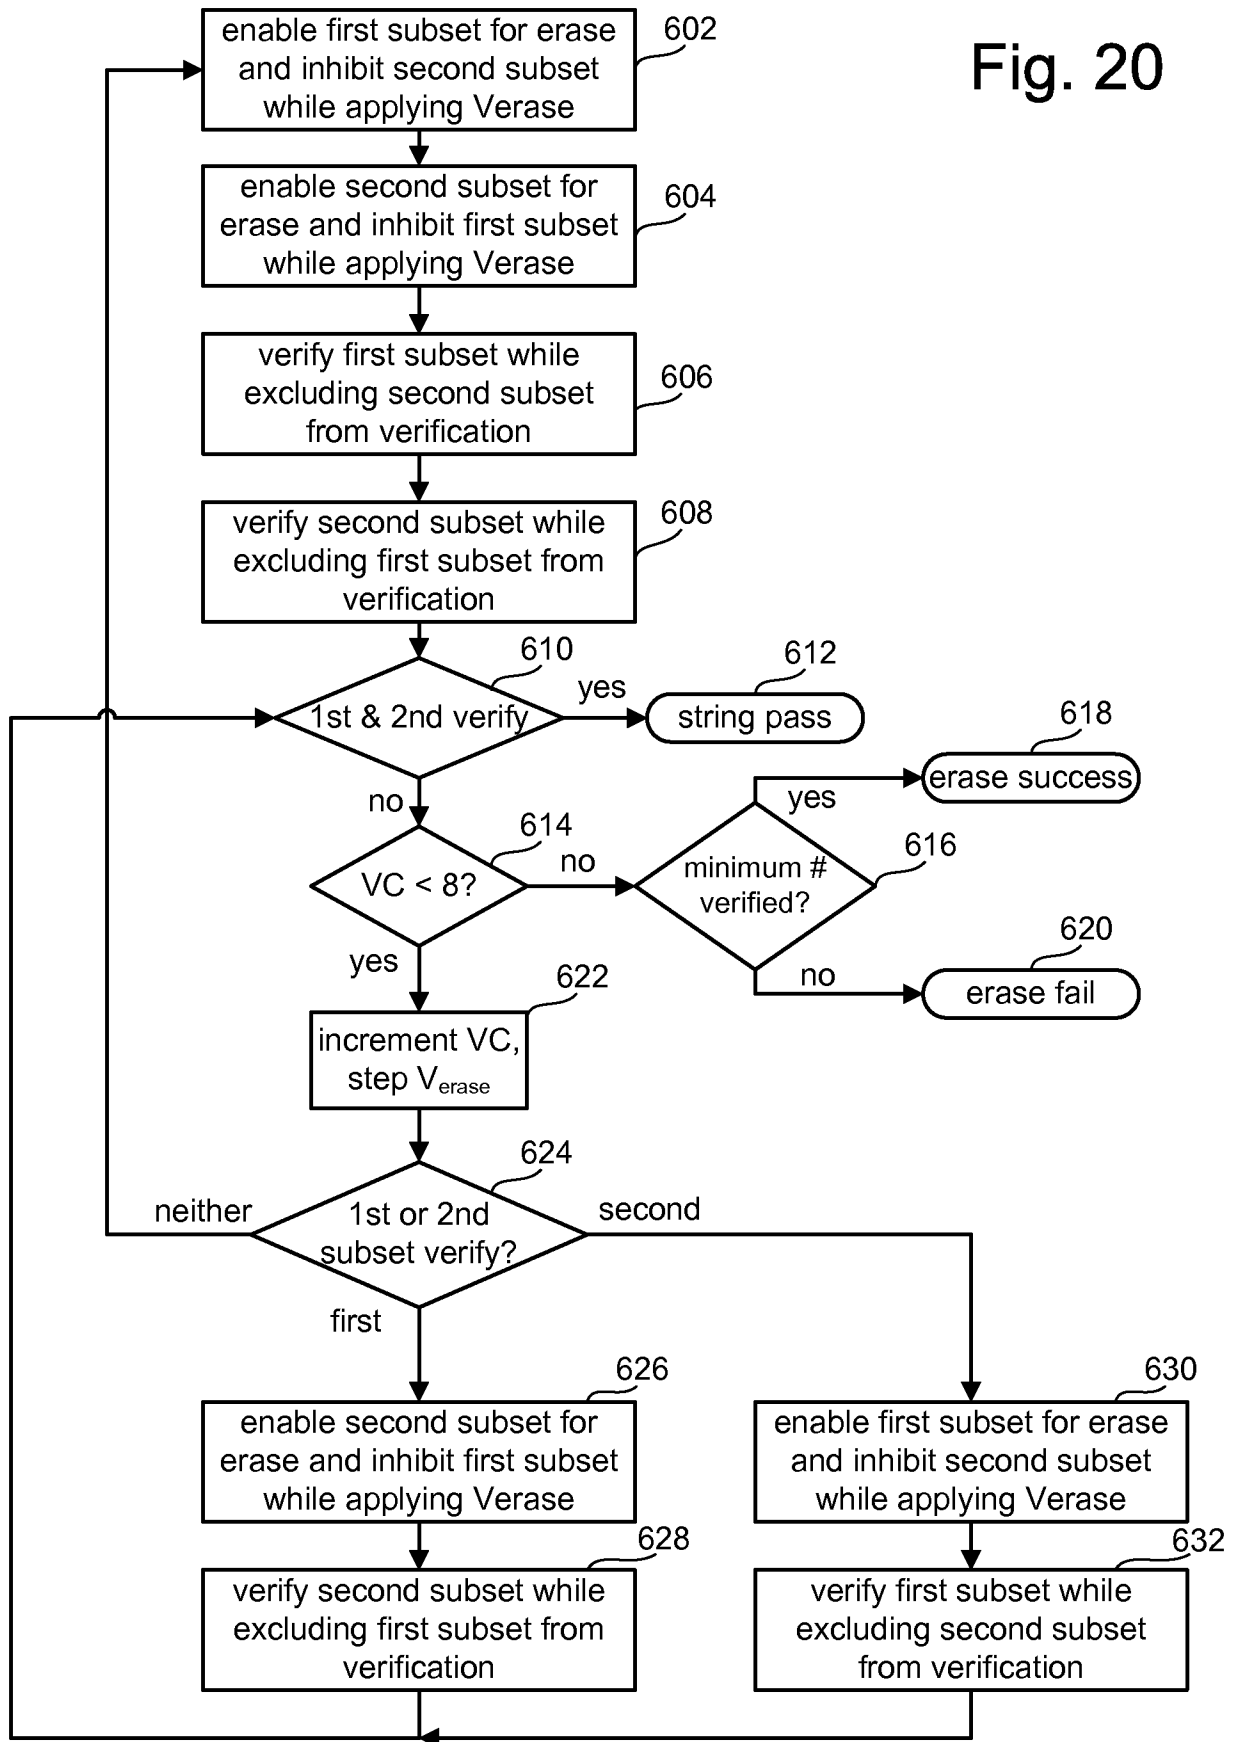 Fig. 20
enable first subset for erase
and inhibit second subset
while applying Verase
602
enable second subset for
erase and inhibit first subset
while applying Verase
604
verify first subset while
excluding second subset
from verification
606
verify second subset while
excluding first subset from
verification
608
1st & 2nd verify
610
yes
string pass
612
no
VC < 8?
614
no
minimum #
verified?
616
yes
erase success
618
no
erase fail
620
yes
increment VC,
step Verase
622
1st or 2nd
subset verify?
624
neither
second
first
enable second subset for
erase and inhibit first subset
while applying Verase
626
verify second subset while
excluding first subset from
verification
628
enable first subset for erase
and inhibit second subset
while applying Verase
630
verify first subset while
excluding second subset
from verification
632